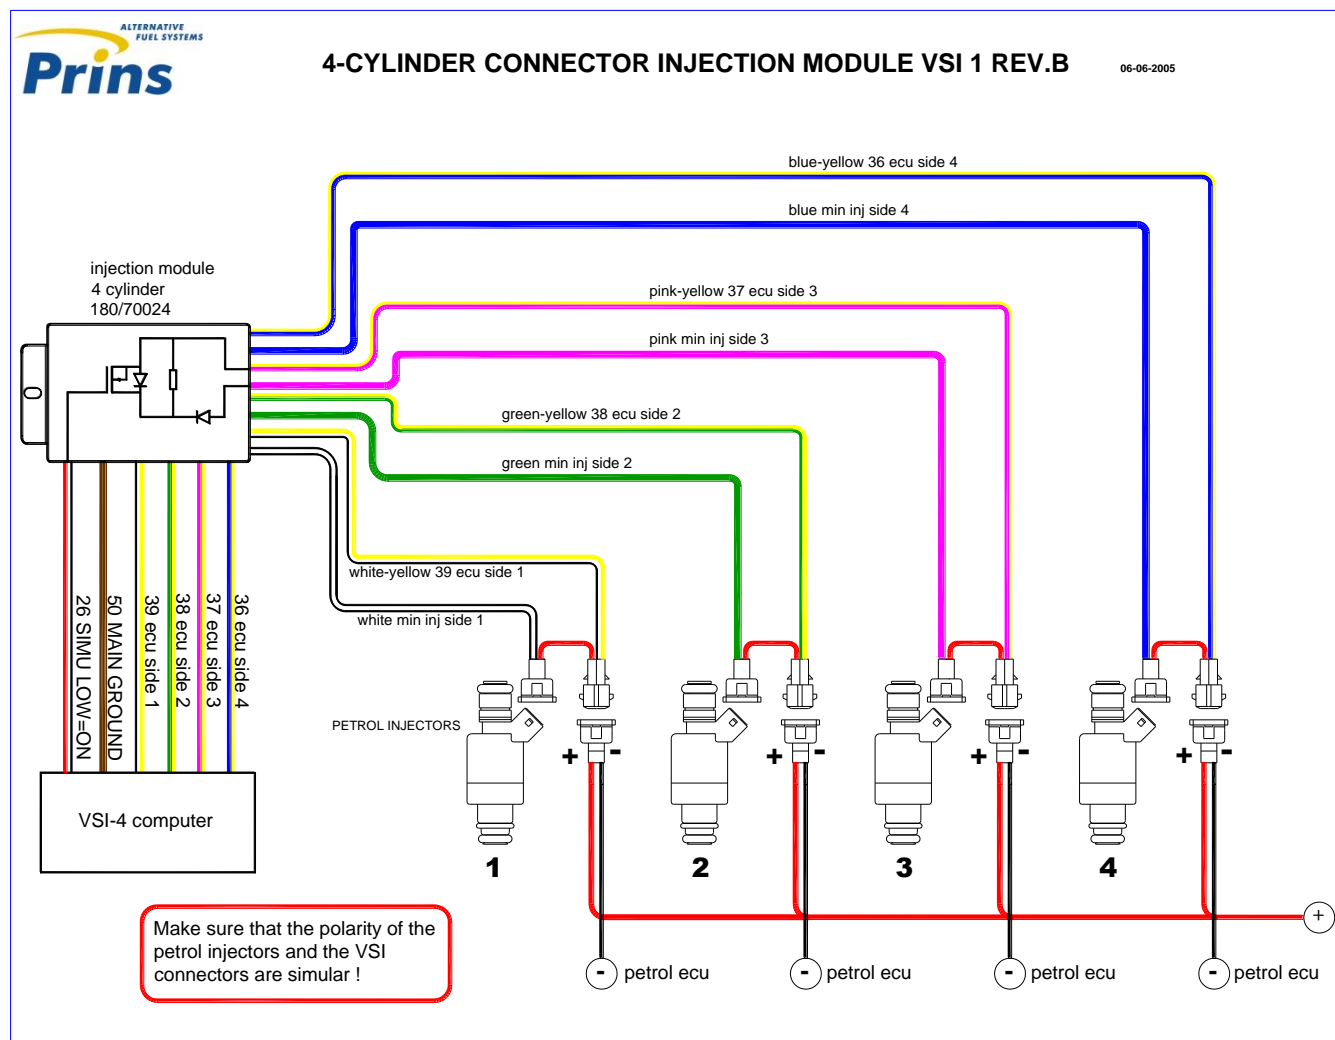 ALTERNATIVE
FUEL SYSTEMS
Prins
4-CYLINDER CONNECTOR INJECTION MODULE VSI 1 REV.B
06-06-2005
blue-yellow 36 ecu side 4
blue min inj side 4
injection module
4 cylinder
180/70024
pink-yellow 37 ecu side 3
pink min inj side 3
green-yellow 38 ecu side 2
green min inj side 2
white-yellow 39 ecu side 1
white min inj side 1
26 SIMU LOW=ON
50 MAIN GROUND
39 ecu side 1
38 ecu side 2
37 ecu side 3
36 ecu side 4
PETROL INJECTORS
+ -
+ -
+ -
+ -
VSI-4 computer
1
2
3
4
Make sure that the polarity of the
petrol injectors and the VSI
connectors are simular !
+
- petrol ecu
- petrol ecu
- petrol ecu
- petrol ecu